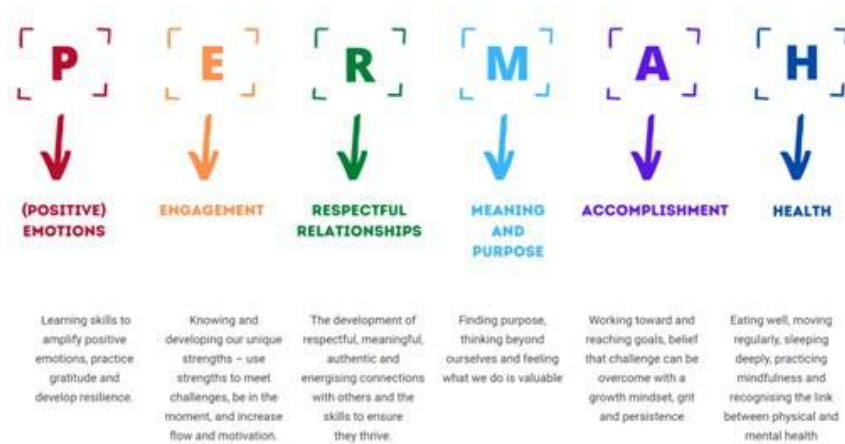 P
E
R
M
A
H
(POSITIVE)
EMOTIONS
ENGAGEMENT
RESPECTFUL
RELATIONSHIPS
MEANING
AND
PURPOSE
ACCOMPLISHMENT
HEALTH
Learning skills to
amplify positive
emotions, practice
gratitude and
develop resilience.
Knowing and
developing our unique
strengths – use
strengths to meet
challenges, be in the
moment, and increase
flow and motivation.
The development of
respectful, meaningful,
authentic and
energising connections
with others and the
skills to ensure
they thrive.
Finding purpose,
thinking beyond
ourselves and feeling
what we do is valuable
Working toward and
reaching goals, belief
that challenge can be
overcome with a
growth mindset, grit
and persistence
Eating well, moving
regularly, sleeping
deeply, practicing
mindfulness and
recognising the link
between physical and
mental health